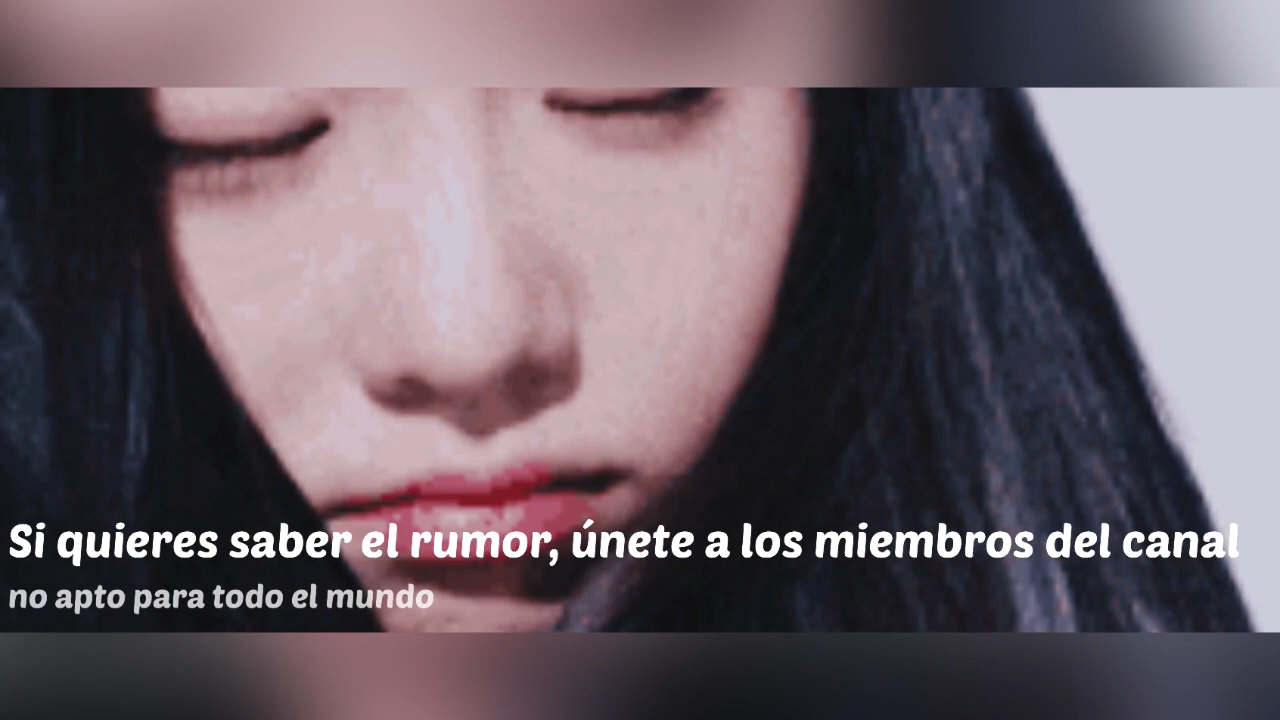 Si quieres saber el rumor, únete a los miembros del canal
no apto para todo el mundo